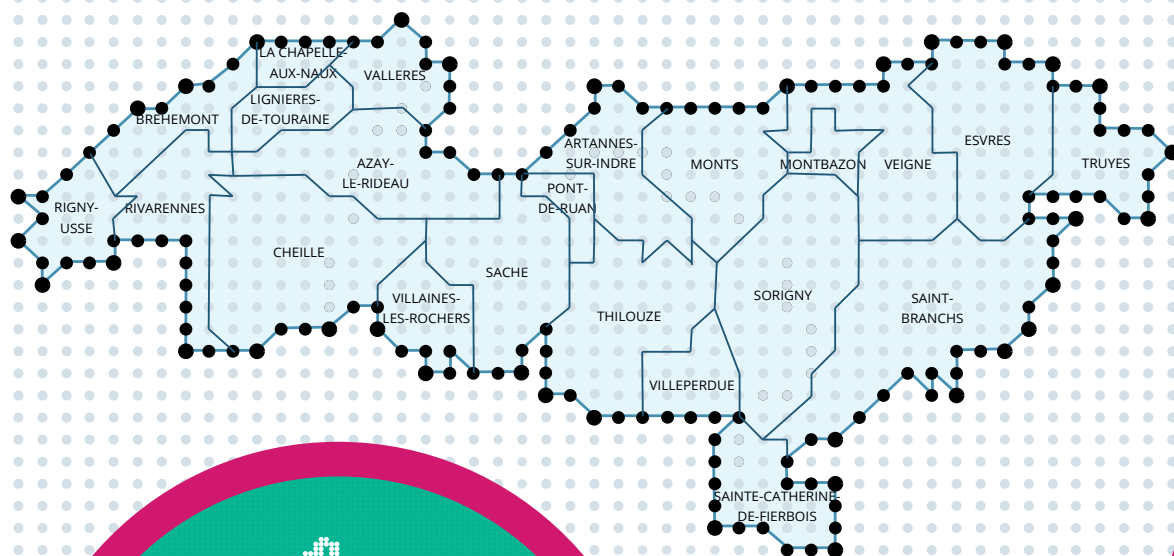 LA CHAPELLE-
AUX-NAUX
VALLERES
LIGNIERES-
DE-TOURAINE
BREHEMONT
AZAY-
LE-RIDEAU
RIGNY-
USSE
RIVARENNES
CHEILLE
VILLAINES-
LES-ROCHERS
SACHE
ARTANNES-
SUR-INDRE
PONT-
DE-RUAN
MONTS
MONTBAZON
VEIGNE
ESVRES
TRUYES
THILOUZE
SORIGNY
SAINT-
BRANCHS
VILLEPERDUE
SAINTE-CATHERINE-
DE-FIERBOIS